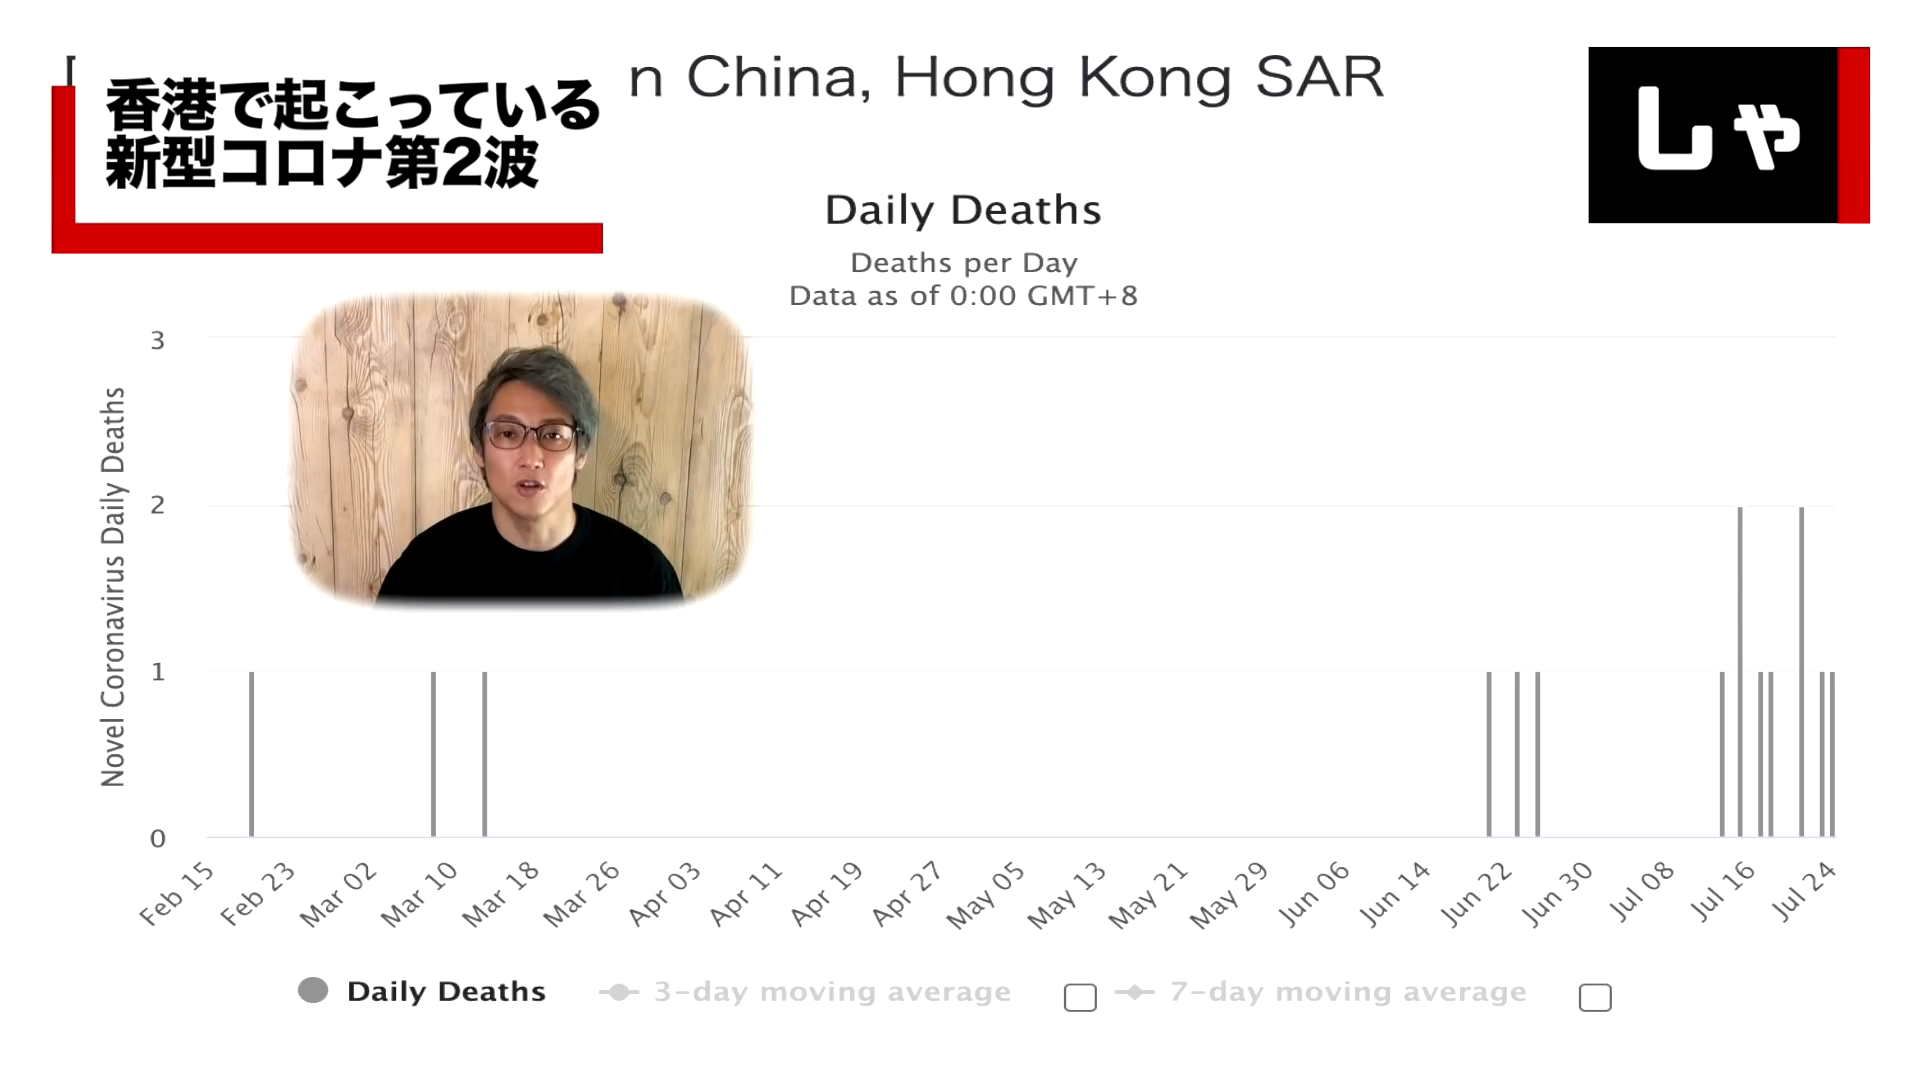 香港で起こっている
新型コロナ第2波
n China, Hong Kong SAR
しゃ
Daily Deaths
Deaths per Day
Data as of 0:00 GMT+8
Novel Coronavirus Daily Deaths
3
2
1
0
Feb 15
Feb 23
Mar 02
Mar 10
Mar 18
Mar 26
Apr 03
Apr 11
Apr 19
Apr 27
May 05
May 13
May 21
May 29
Jun 06
Jun 14
Jun 22
Jun 30
Jul 08
Jul 16
Jul 24
Daily Deaths
3-day moving average
7-day moving average